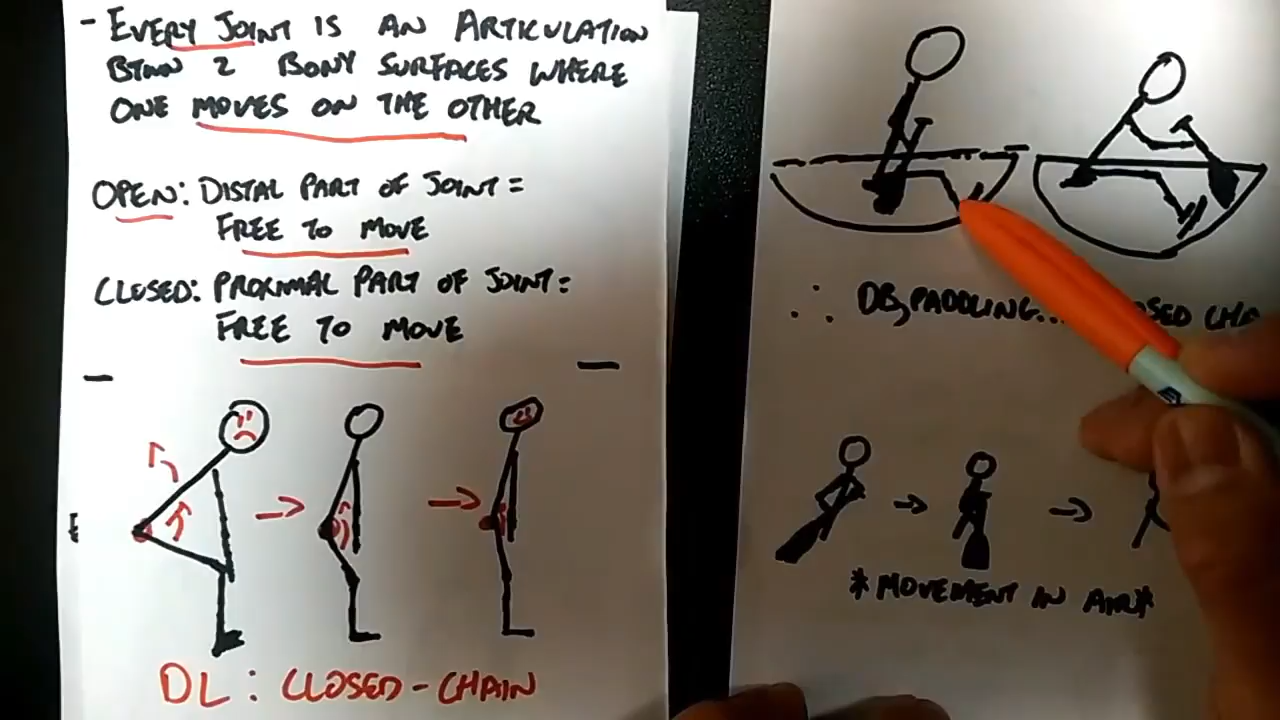 - EVERY JOINT IS AN ARTICULATION
BTWN 2 BONY SURFACES WHERE
ONE MOVES ON THE OTHER
OPEN: DISTAL PART OF JOINT =
FREE TO MOVE
CLOSED: PROXIMAL PART OF JOINT =
FREE TO MOVE
DL: CLOSED-CHAIN
∴ DB PADDLING...
*MOVEMENT IN AIR*